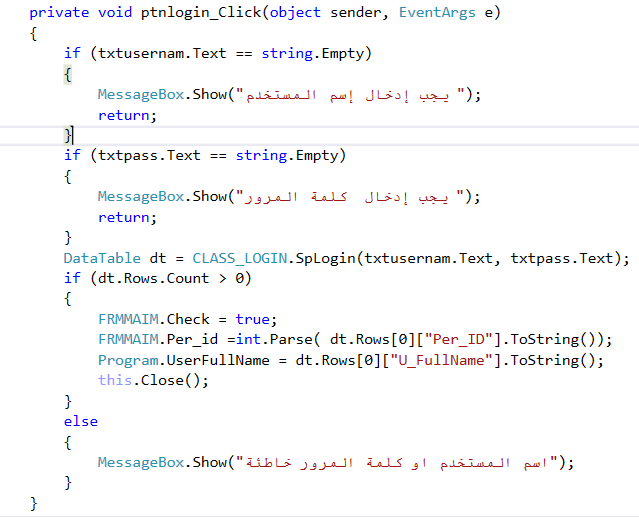 private void ptnlogin_Click(object sender, EventArgs e)
{
if (txtusernam.Text == string.Empty)
{
MessageBox.Show("يجب إدخال إسم المستخدم ");
return;
}
if (txtpass.Text == string.Empty)
{
MessageBox.Show("يجب إدخال  كلمة المرور ");
return;
}
DataTable dt = CLASS_LOGIN.SpLogin(txtusernam.Text, txtpass.Text);
if (dt.Rows.Count > 0)
{
FRMMAIM.Check = true;
FRMMAIM.Per_id =int.Parse( dt.Rows[0]["Per_ID"].ToString());
Program.UserFullName = dt.Rows[0]["U_FullName"].ToString();
this.Close();
}
else
{
MessageBox.Show("اسم المستخدم او كلمة المرور خاطئة");
}
}